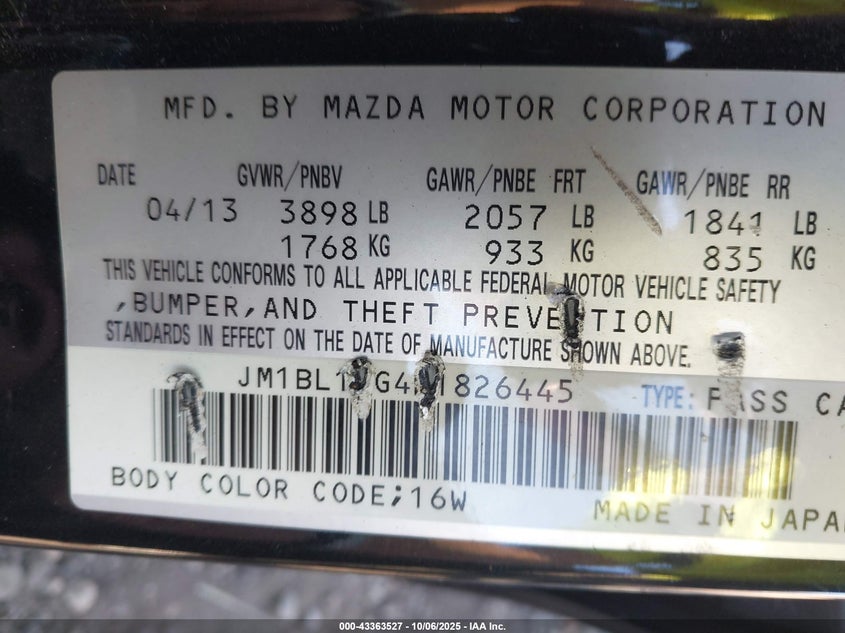 MFD. BY MAZDA MOTOR CORPORATION
DATE GVWR/PNBV GAWR/PNBE FRT GAWR/PNBE RR
04/13 3898 LB 2057 LB 1841 LB
1768 KG 933 KG 835 KG
THIS VEHICLE CONFORMS TO ALL APPLICABLE FEDERAL MOTOR VEHICLE SAFETY
,BUMPER,AND THEFT PREVENTION
STANDARDS IN EFFECT ON THE DATE OF MANUFACTURE SHOWN ABOVE.
TYPE: PASS
BODY COLOR CODE;16W
MADE IN JAPA
000-43363527 - 10/06/2025 - IAA Inc.